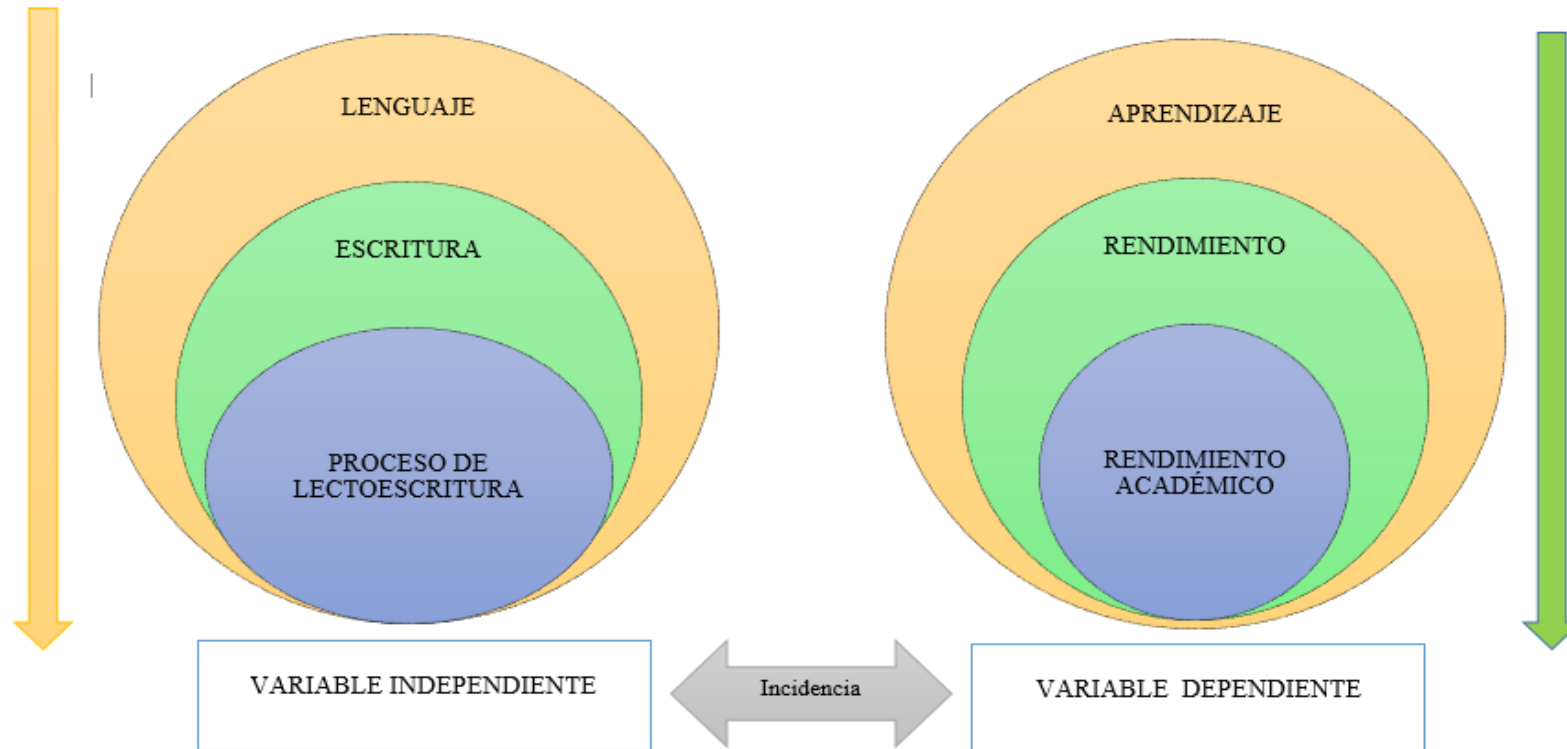 LENGUAJE
ESCRITURA
PROCESO DE
LECTOESCRITURA
VARIABLE INDEPENDIENTE
Incidencia
APRENDIZAJE
RENDIMIENTO
RENDIMIENTO
ACADÉMICO
VARIABLE DEPENDIENTE